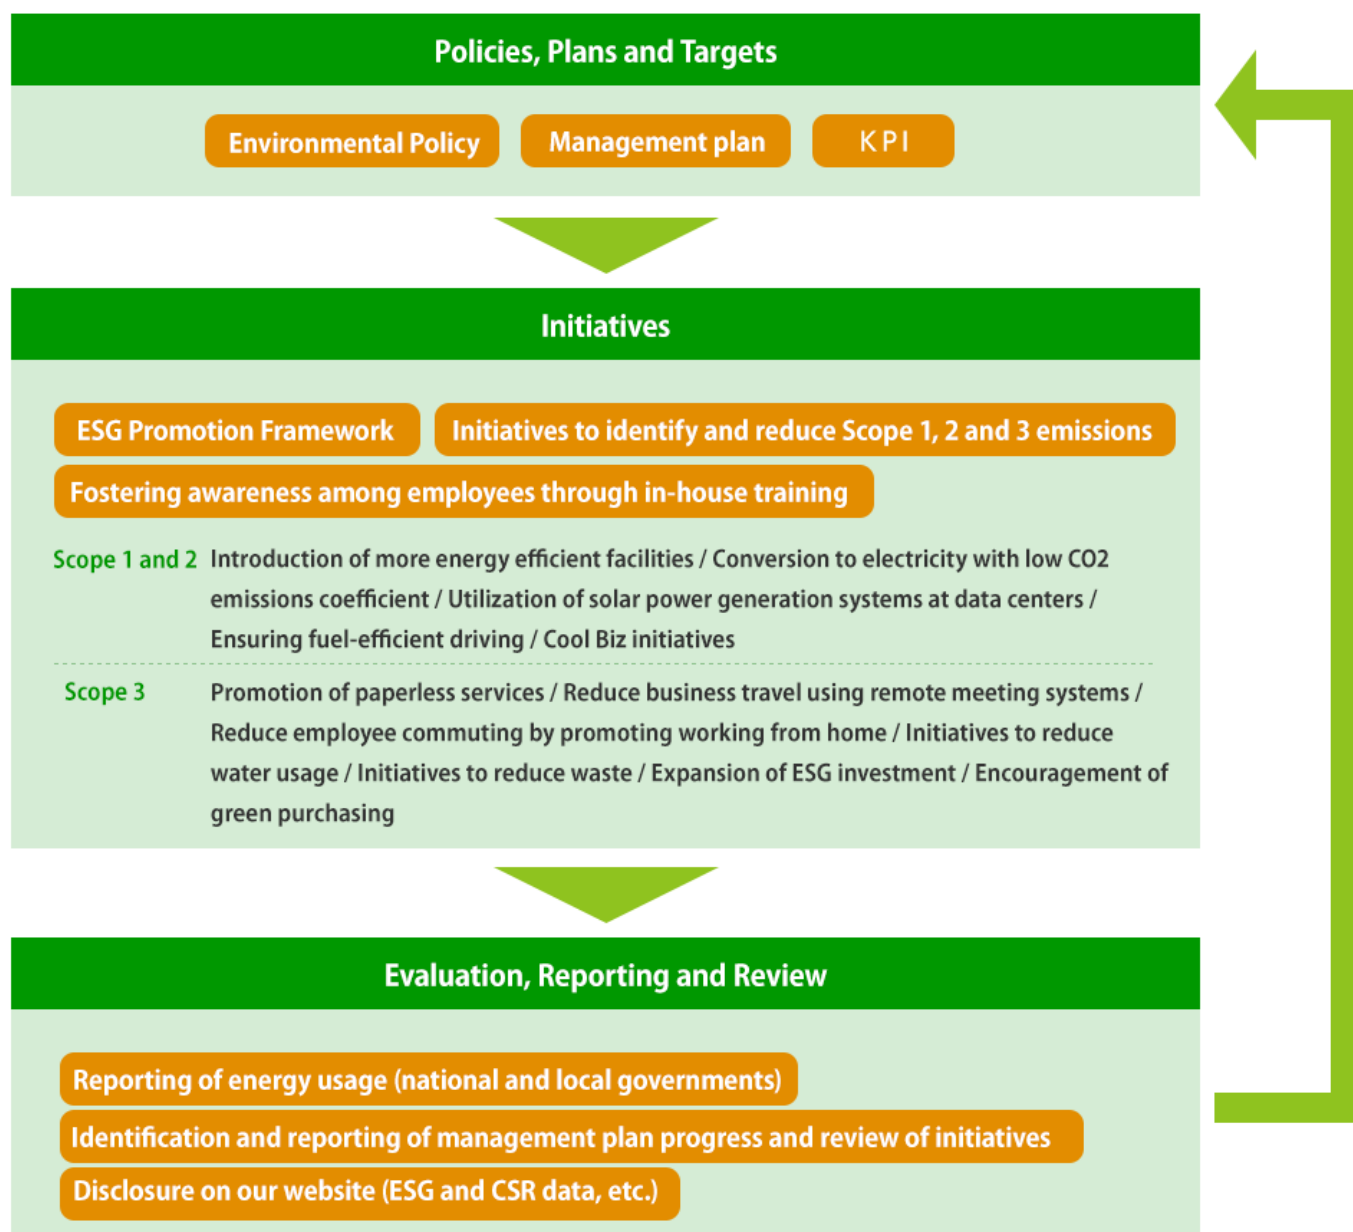 Policies, Plans and Targets
Environmental Policy
Management plan
KPI
Initiatives
ESG Promotion Framework
Initiatives to identify and reduce Scope 1, 2 and 3 emissions
Fostering awareness among employees through in-house training
Scope 1 and 2
Introduction of more energy efficient facilities / Conversion to electricity with low CO2
emissions coefficient / Utilization of solar power generation systems at data centers /
Ensuring fuel-efficient driving / Cool Biz initiatives
Scope 3
Promotion of paperless services / Reduce business travel using remote meeting systems /
Reduce employee commuting by promoting working from home / Initiatives to reduce
water usage / Initiatives to reduce waste / Expansion of ESG investment / Encouragement of
green purchasing
Evaluation, Reporting and Review
Reporting of energy usage (national and local governments)
Identification and reporting of management plan progress and review of initiatives
Disclosure on our website (ESG and CSR data, etc.)